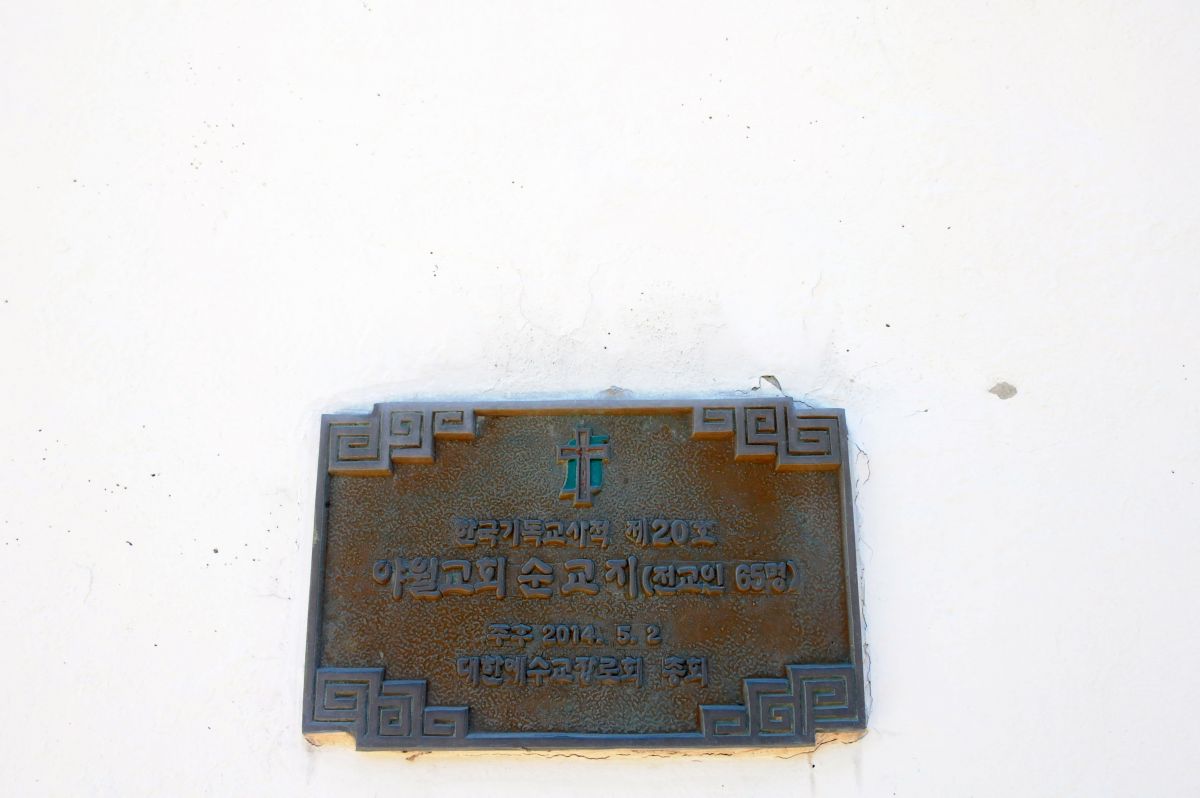 한국기독교사적 제20호
야월교회 순교지(전교인 65명)
주후 2014. 5. 2
대한예수교장로회 총회